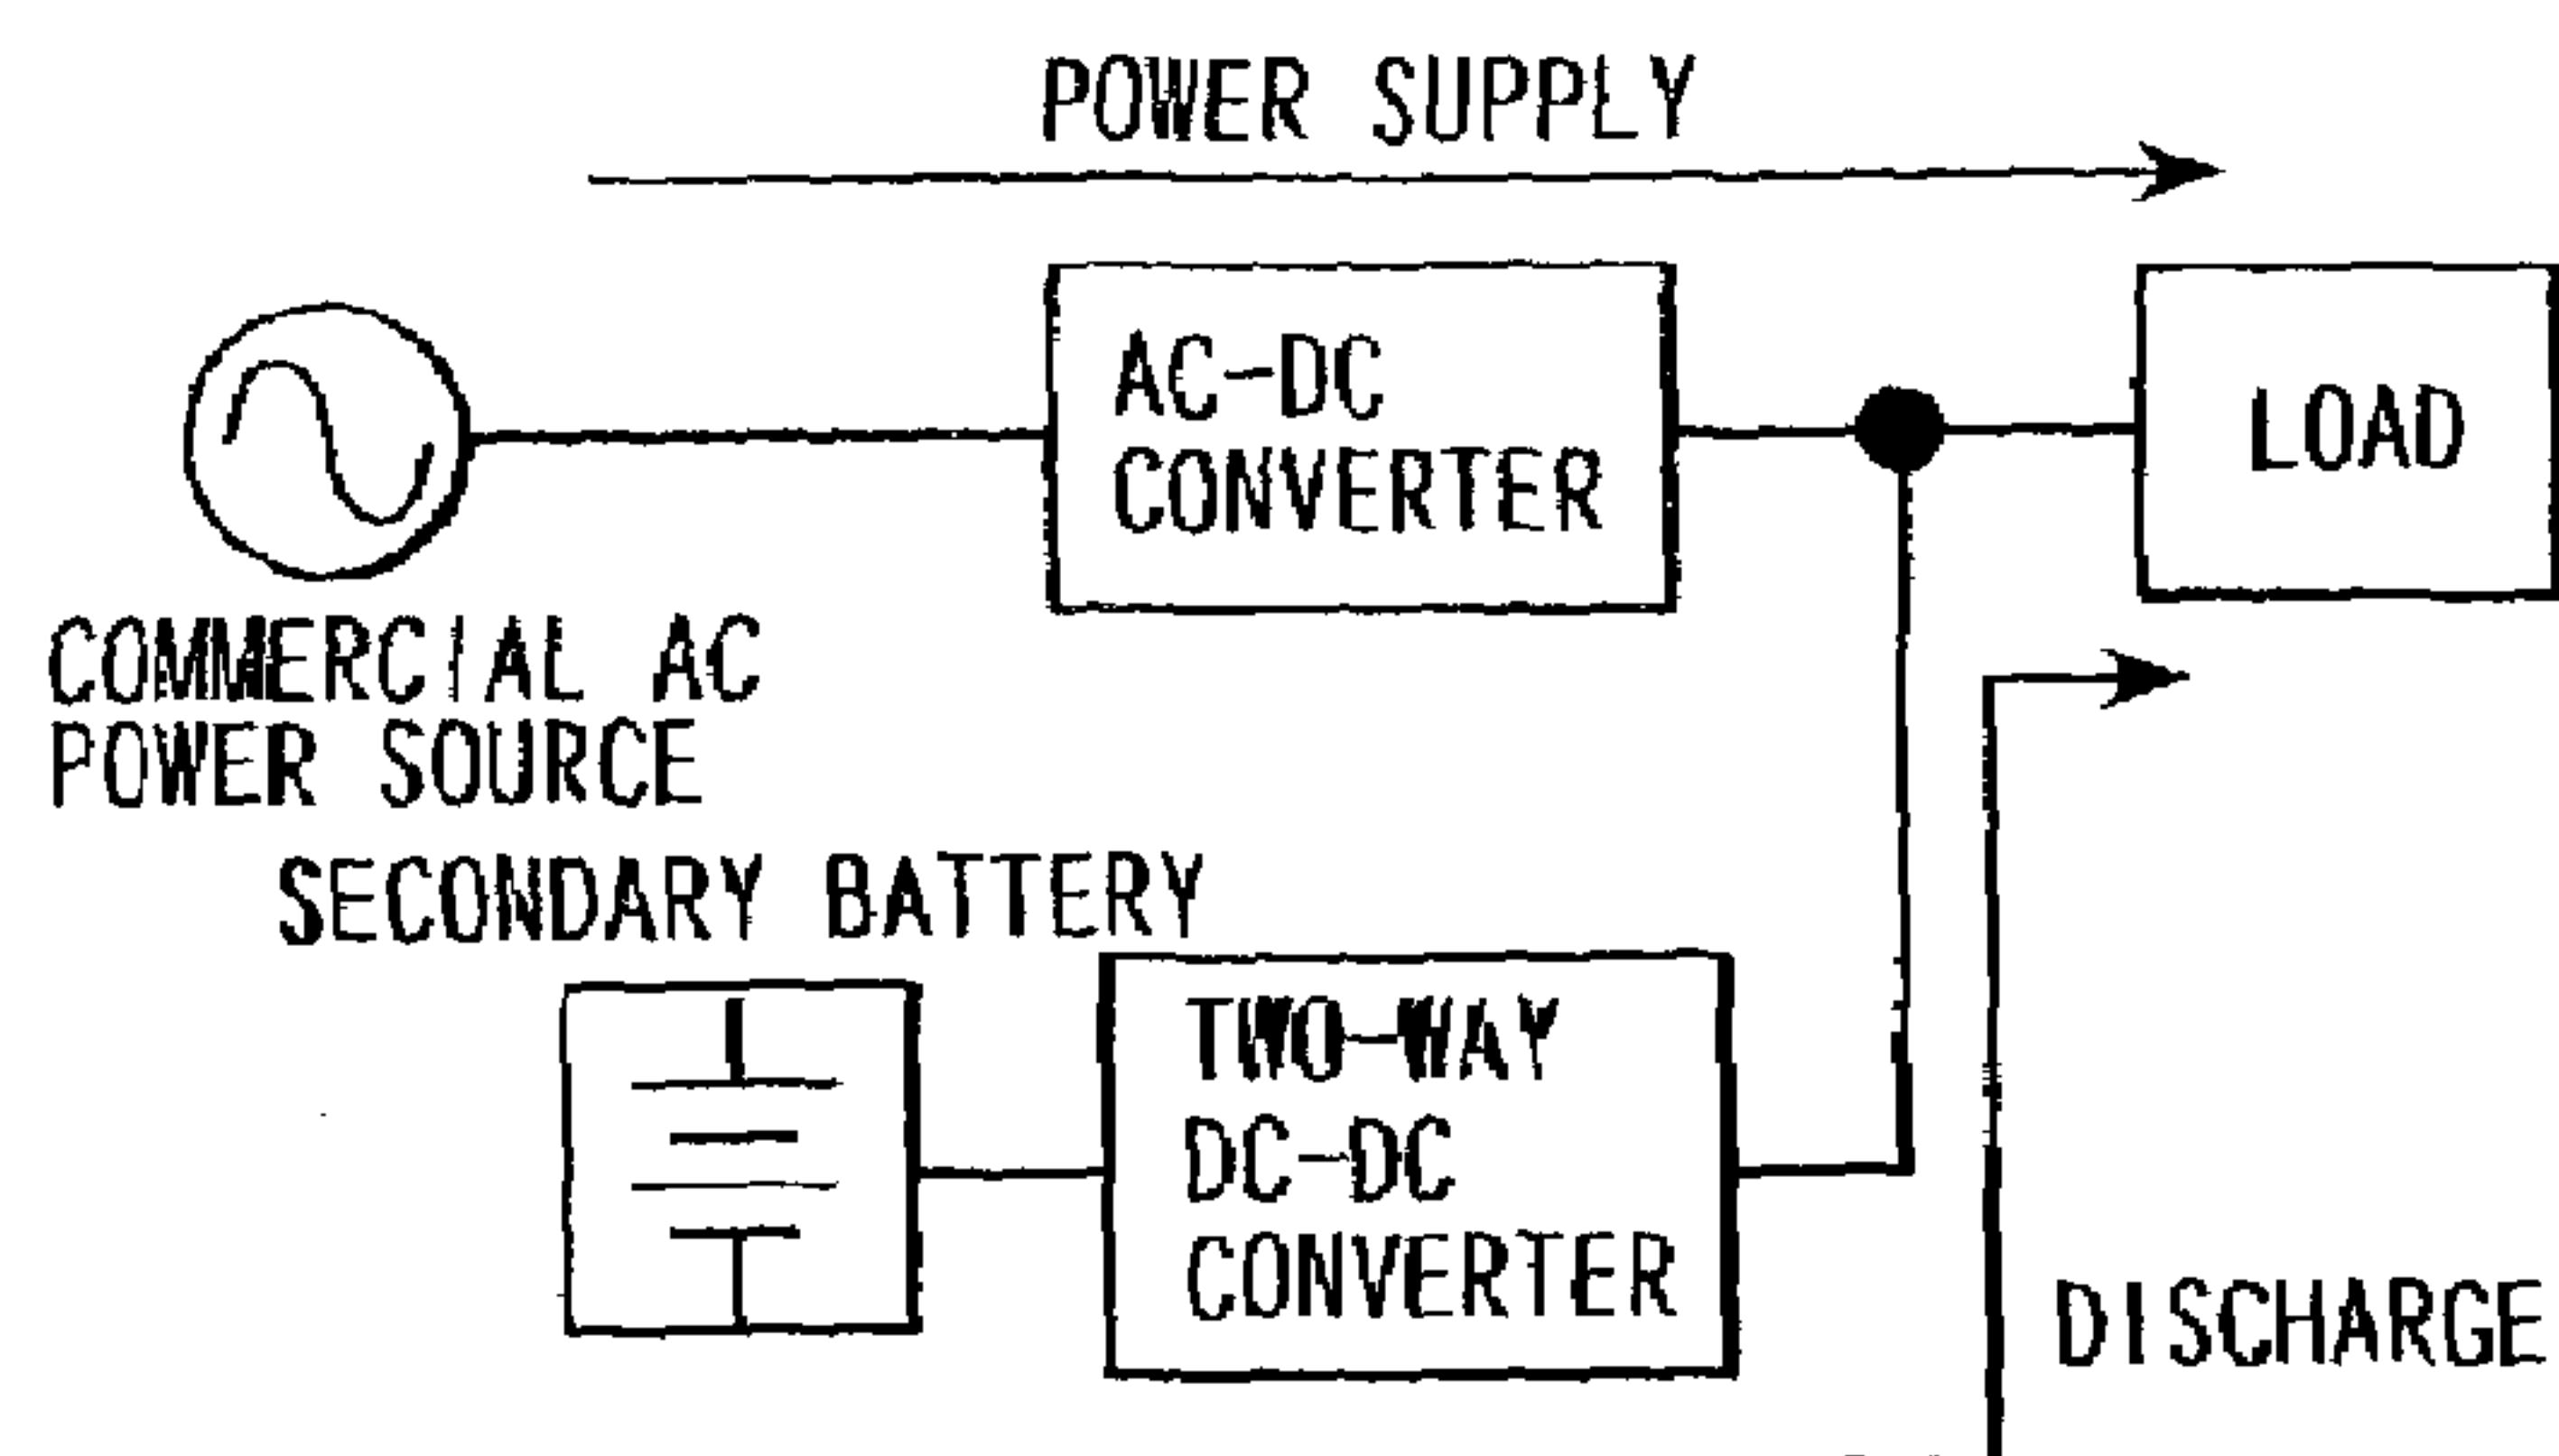 POWER SUPPLY
AC-DC
CONVERTER
LOAD
COMMERCIAL AC
POWER SOURCE
SECONDARY BATTERY
TWO-WAY
DC-DC
CONVERTER
DISCHARGE